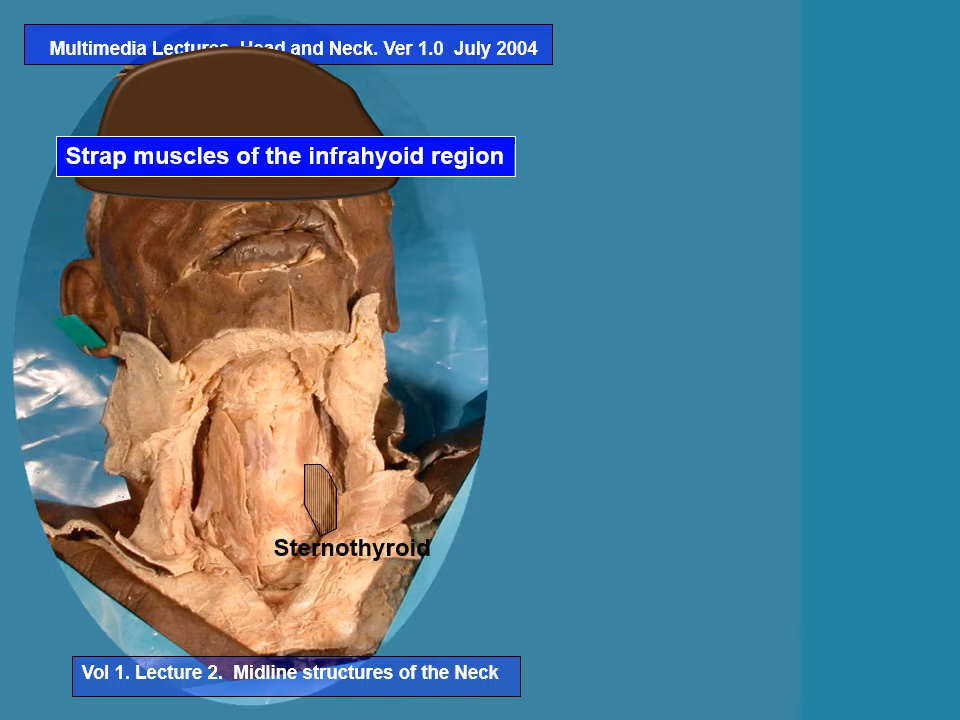 Multimedia Lectures. Head and Neck. Ver 1.0 July 2004
Strap muscles of the infrahyoid region
Sternothyroid
Vol 1. Lecture 2. Midline structures of the Neck